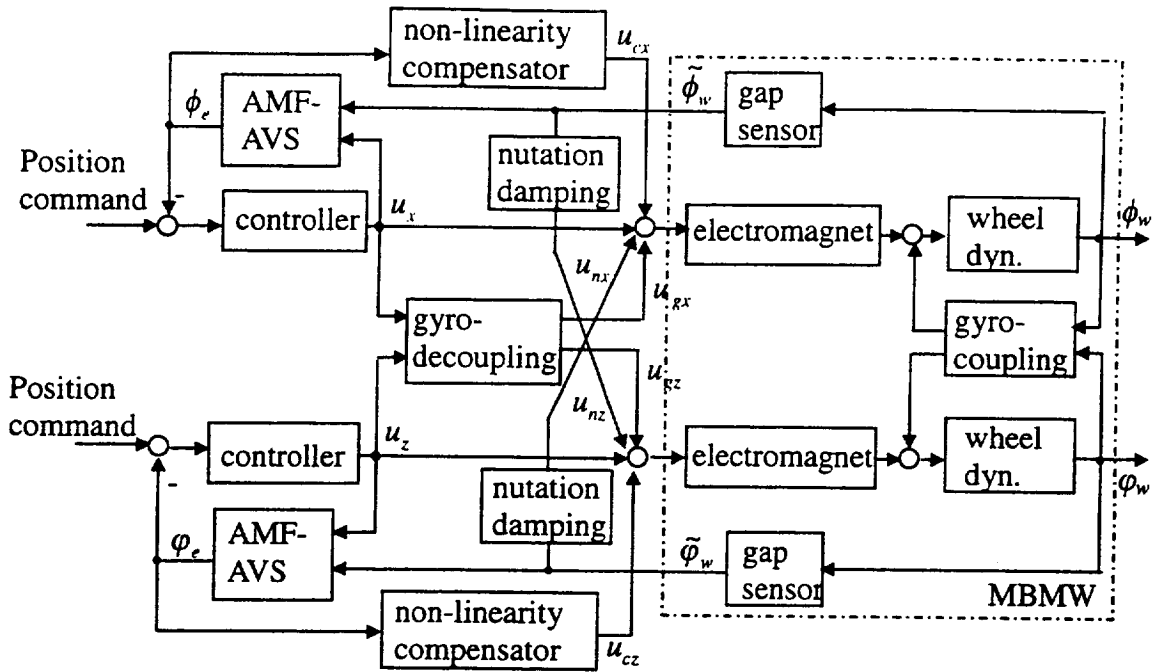 non-linearity
compensator
u_cx
ϕ_e
AMF-
AVS
ϕ̃_w
gap
sensor
nutation
damping
Position
command
-
controller
u_x
electromagnet
wheel
dyn.
ϕ_w
u_nx
u_gx
gyro-
decoupling
gyro-
coupling
u_gz
u_nz
Position
command
-
controller
u_z
electromagnet
wheel
dyn.
φ_w
nutation
damping
φ_e
AMF-
AVS
φ̃_w
gap
sensor
MBMW
non-linearity
compensator
u_cz